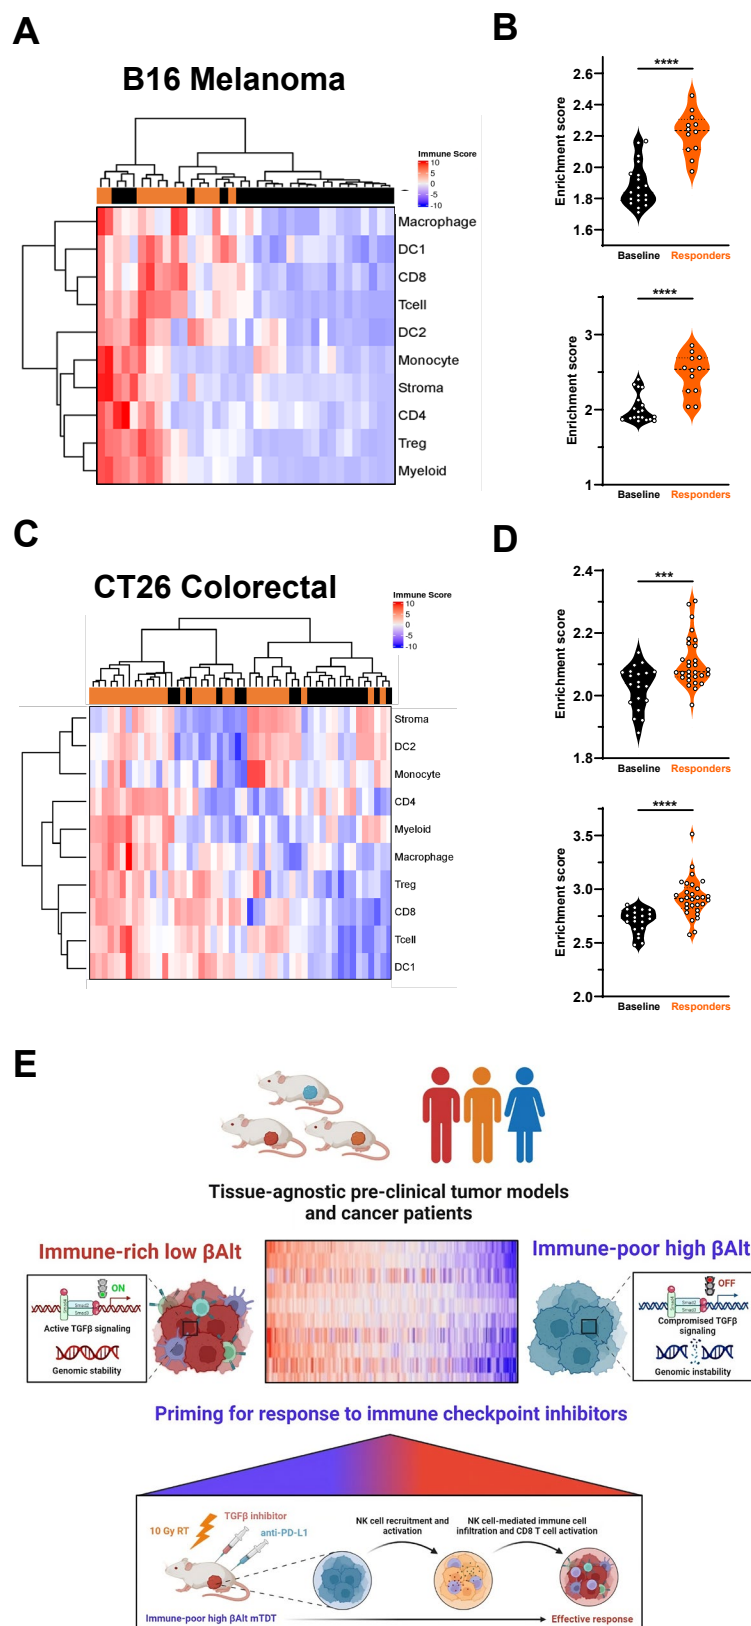 A
B16 Melanoma
Immune Score
10
5
0
-5
-10
Macrophage
DC1
CD8
Tcell
DC2
Monocyte
Stroma
CD4
Treg
Myeloid
B
Enrichment score
2.6
2.4
2.2
2.0
1.8
1.6
****
Baseline
Responders
Enrichment score
3
2
1
****
Baseline
Responders
C
CT26 Colorectal
Immune Score
10
5
0
-5
-10
Stroma
DC2
Monocyte
CD4
Myeloid
Macrophage
Treg
CD8
Tcell
DC1
D
Enrichment score
2.4
2.2
2.0
1.8
***
Baseline
Responders
Enrichment score
3.5
3.0
2.5
2.0
****
Baseline
Responders
E
Tissue-agnostic pre-clinical tumor models
and cancer patients
Immune-rich low βAlt
ON
Smad4
Smad2
Smad3
Active TGFβ signaling
Genomic stability
Immune-poor high βAlt
OFF
Smad4
Smad2
Smad3
Compromised TGFβ
signaling
Genomic instability
Priming for response to immune checkpoint inhibitors
10 Gy RT
TGFβ inhibitor
anti-PD-L1
NK cell recruitment and
activation
NK cell-mediated immune cell
infiltration and CD8 T cell activation
Immune-poor high βAlt mTDT
Effective response